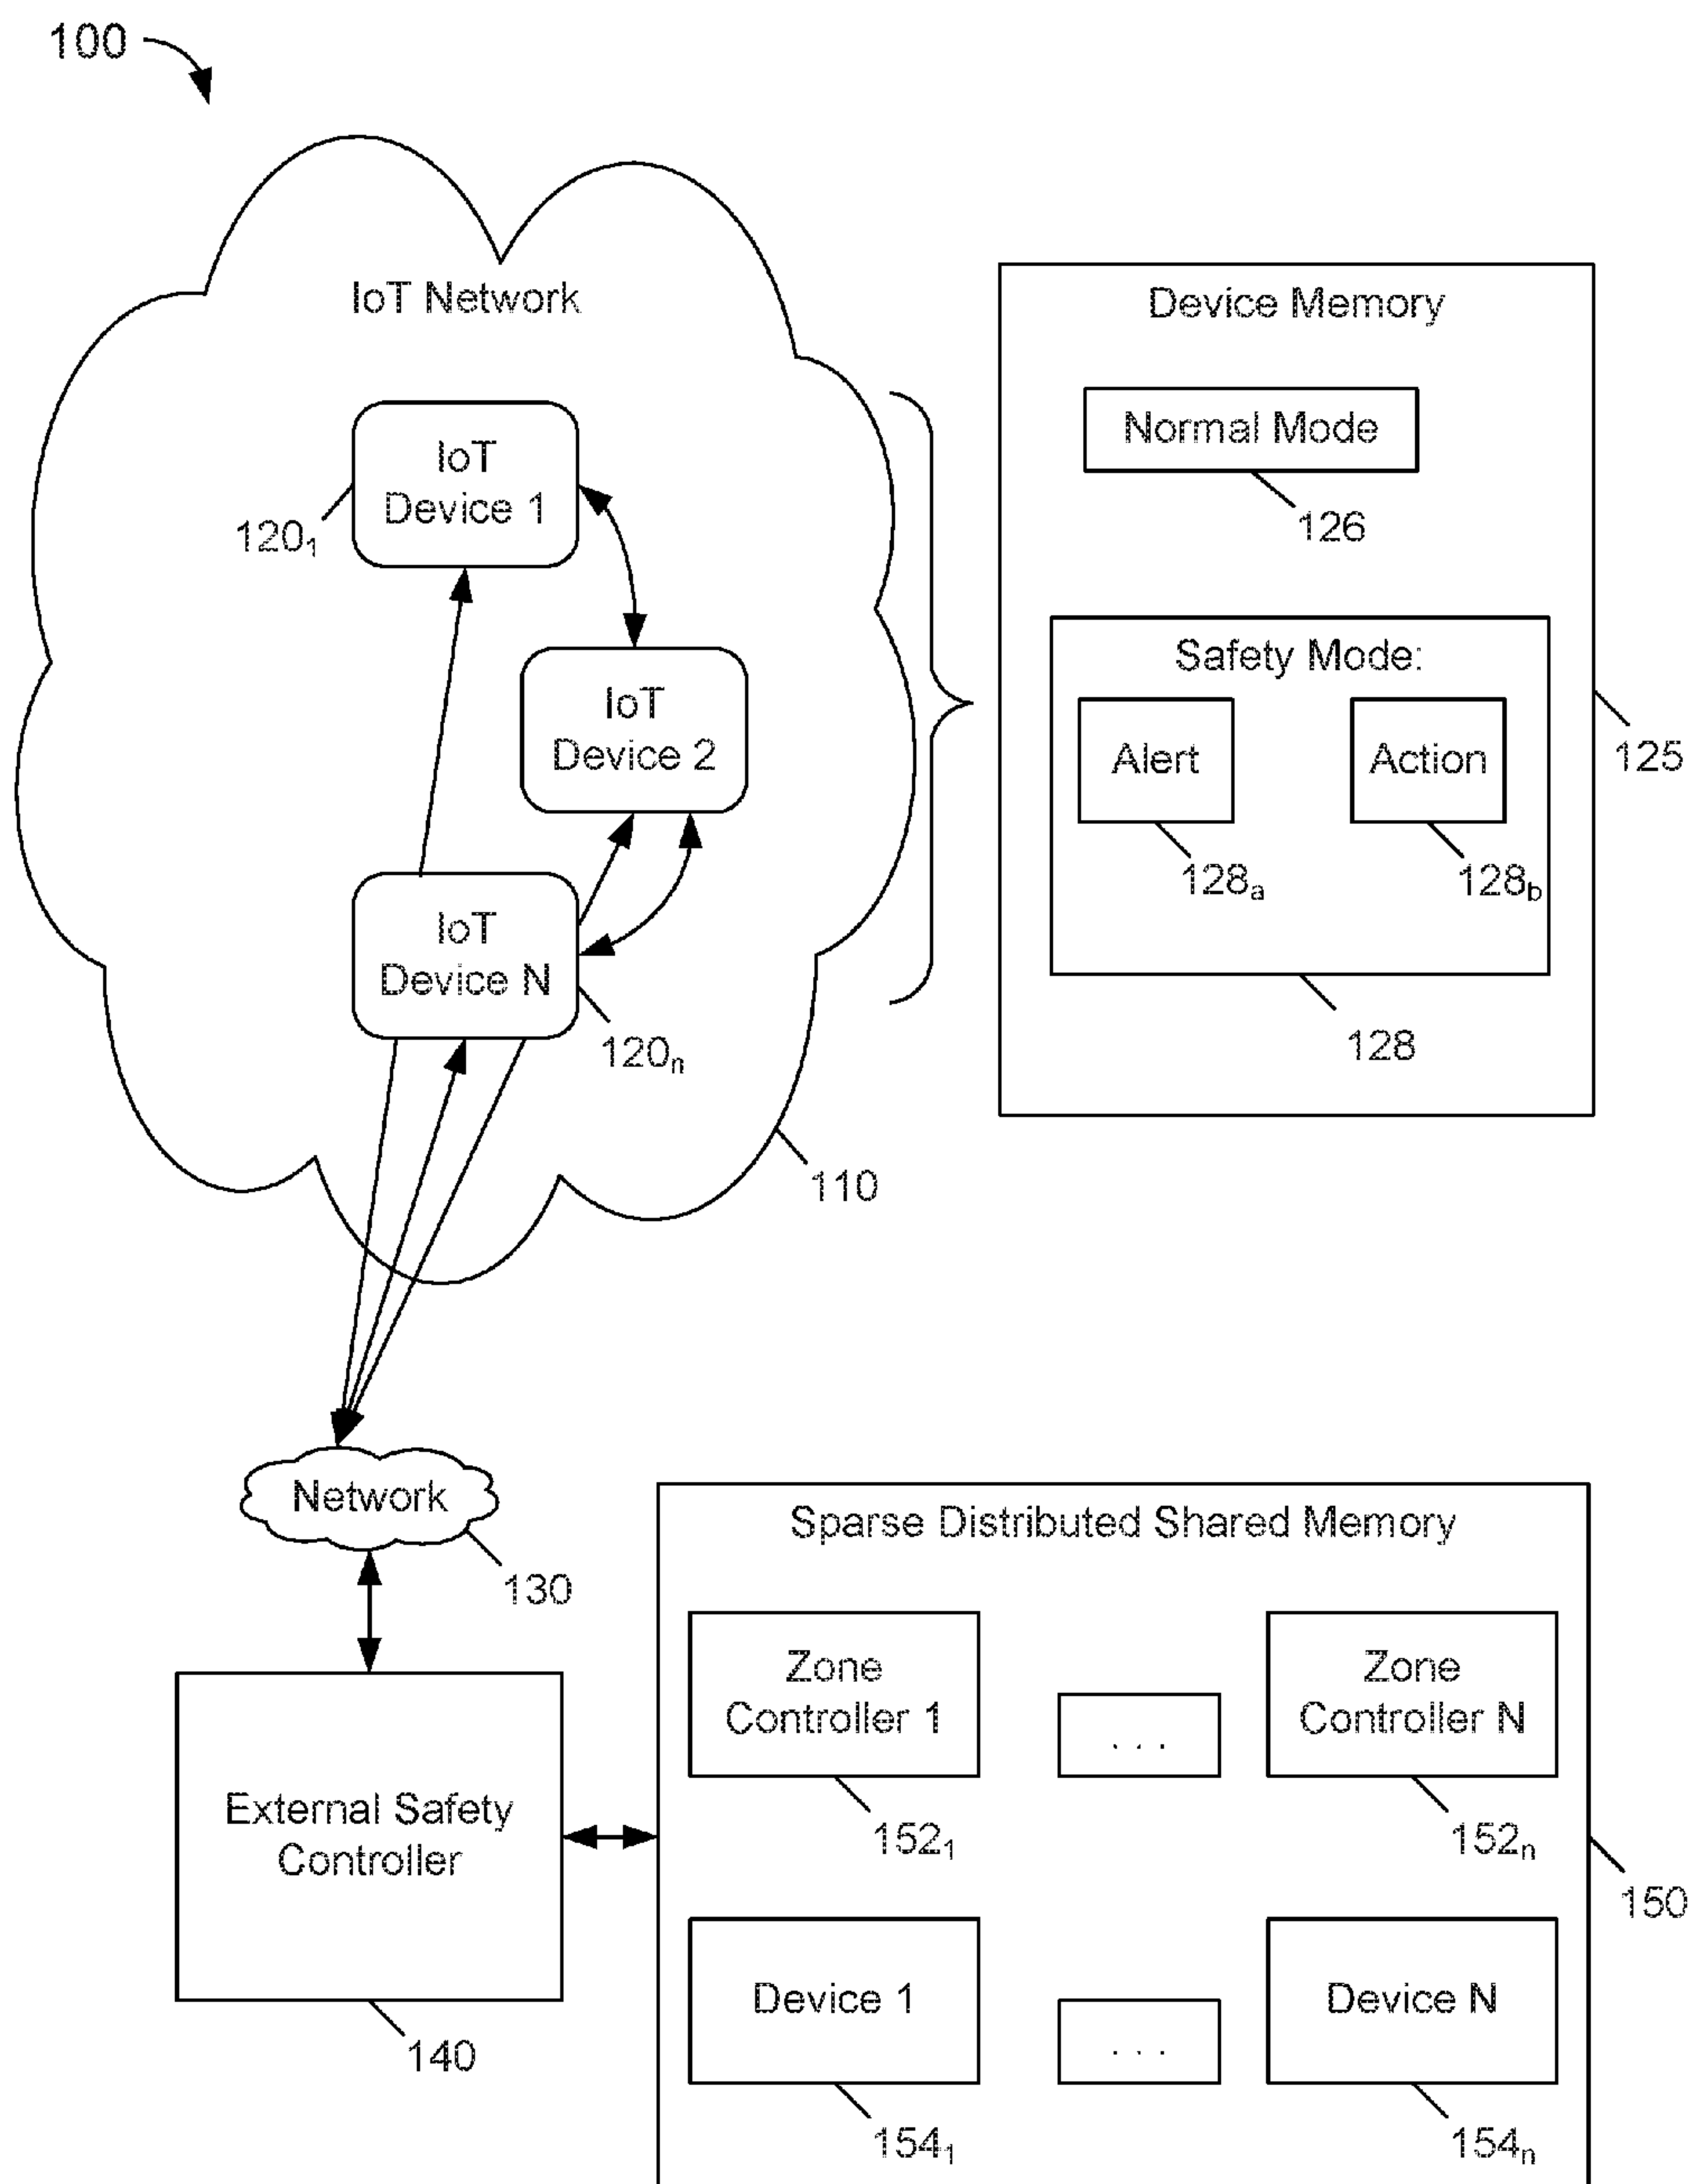 100
IoT Network
IoT
Device 1
120₁
IoT
Device 2
IoT
Device N
120ₙ
110
Device Memory
Normal Mode
126
Safety Mode:
Alert
Action
128ₐ
128b
128
125
Network
130
External Safety
Controller
140
Sparse Distributed Shared Memory
Zone
Controller 1
152₁
. . .
Zone
Controller N
152ₙ
150
Device 1
154₁
. . .
Device N
154ₙ